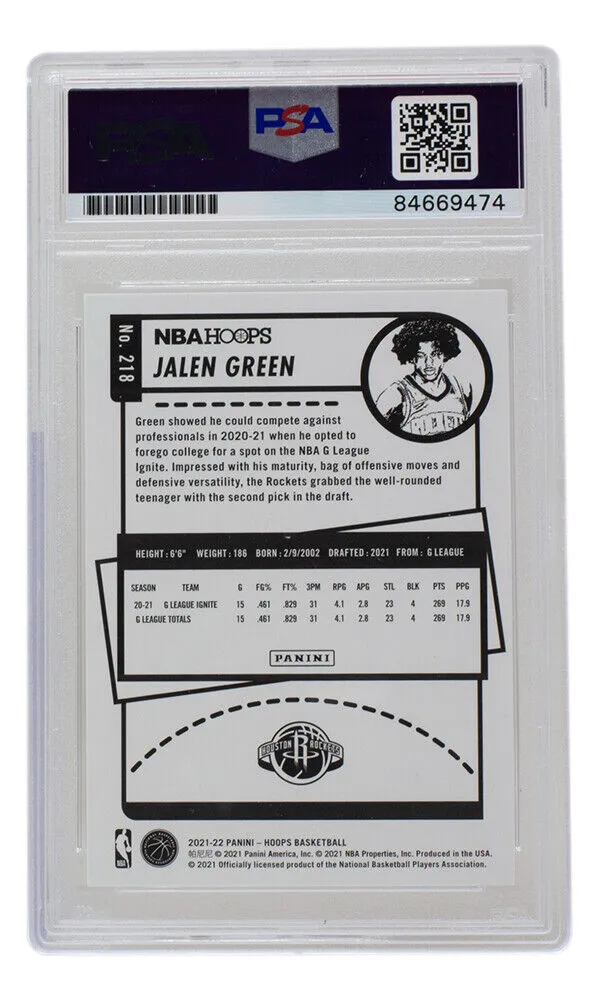 PSA
PSA
84669474
No. 218
NBA HOOPS
JALEN GREEN
Green showed he could compete against
professionals in 2020-21 when he opted to
forego college for a spot on the NBA G League
Ignite. Impressed with his maturity, bag of offensive moves and
defensive versatility, the Rockets grabbed the well-rounded
teenager with the second pick in the draft.
HEIGHT: 6'6" WEIGHT: 186 BORN: 2/9/2002 DRAFTED: 2021 FROM: G LEAGUE
SEASON TEAM G FG% FT% 3PM RPG APG STL BLK PTS PPG
20-21 G LEAGUE IGNITE 15 .461 .829 31 4.1 2.8 23 4 269 17.9
G LEAGUE TOTALS 15 .461 .829 31 4.1 2.8 23 4 269 17.9
PANINI
HOUSTON R ROCKETS
2021-22 PANINI – HOOPS BASKETBALL
帕尼尼 © 2021 Panini America, Inc. © 2021 NBA Properties, Inc. Produced in the USA.
© 2021 Officially licensed product of the National Basketball Players Association.
NBA